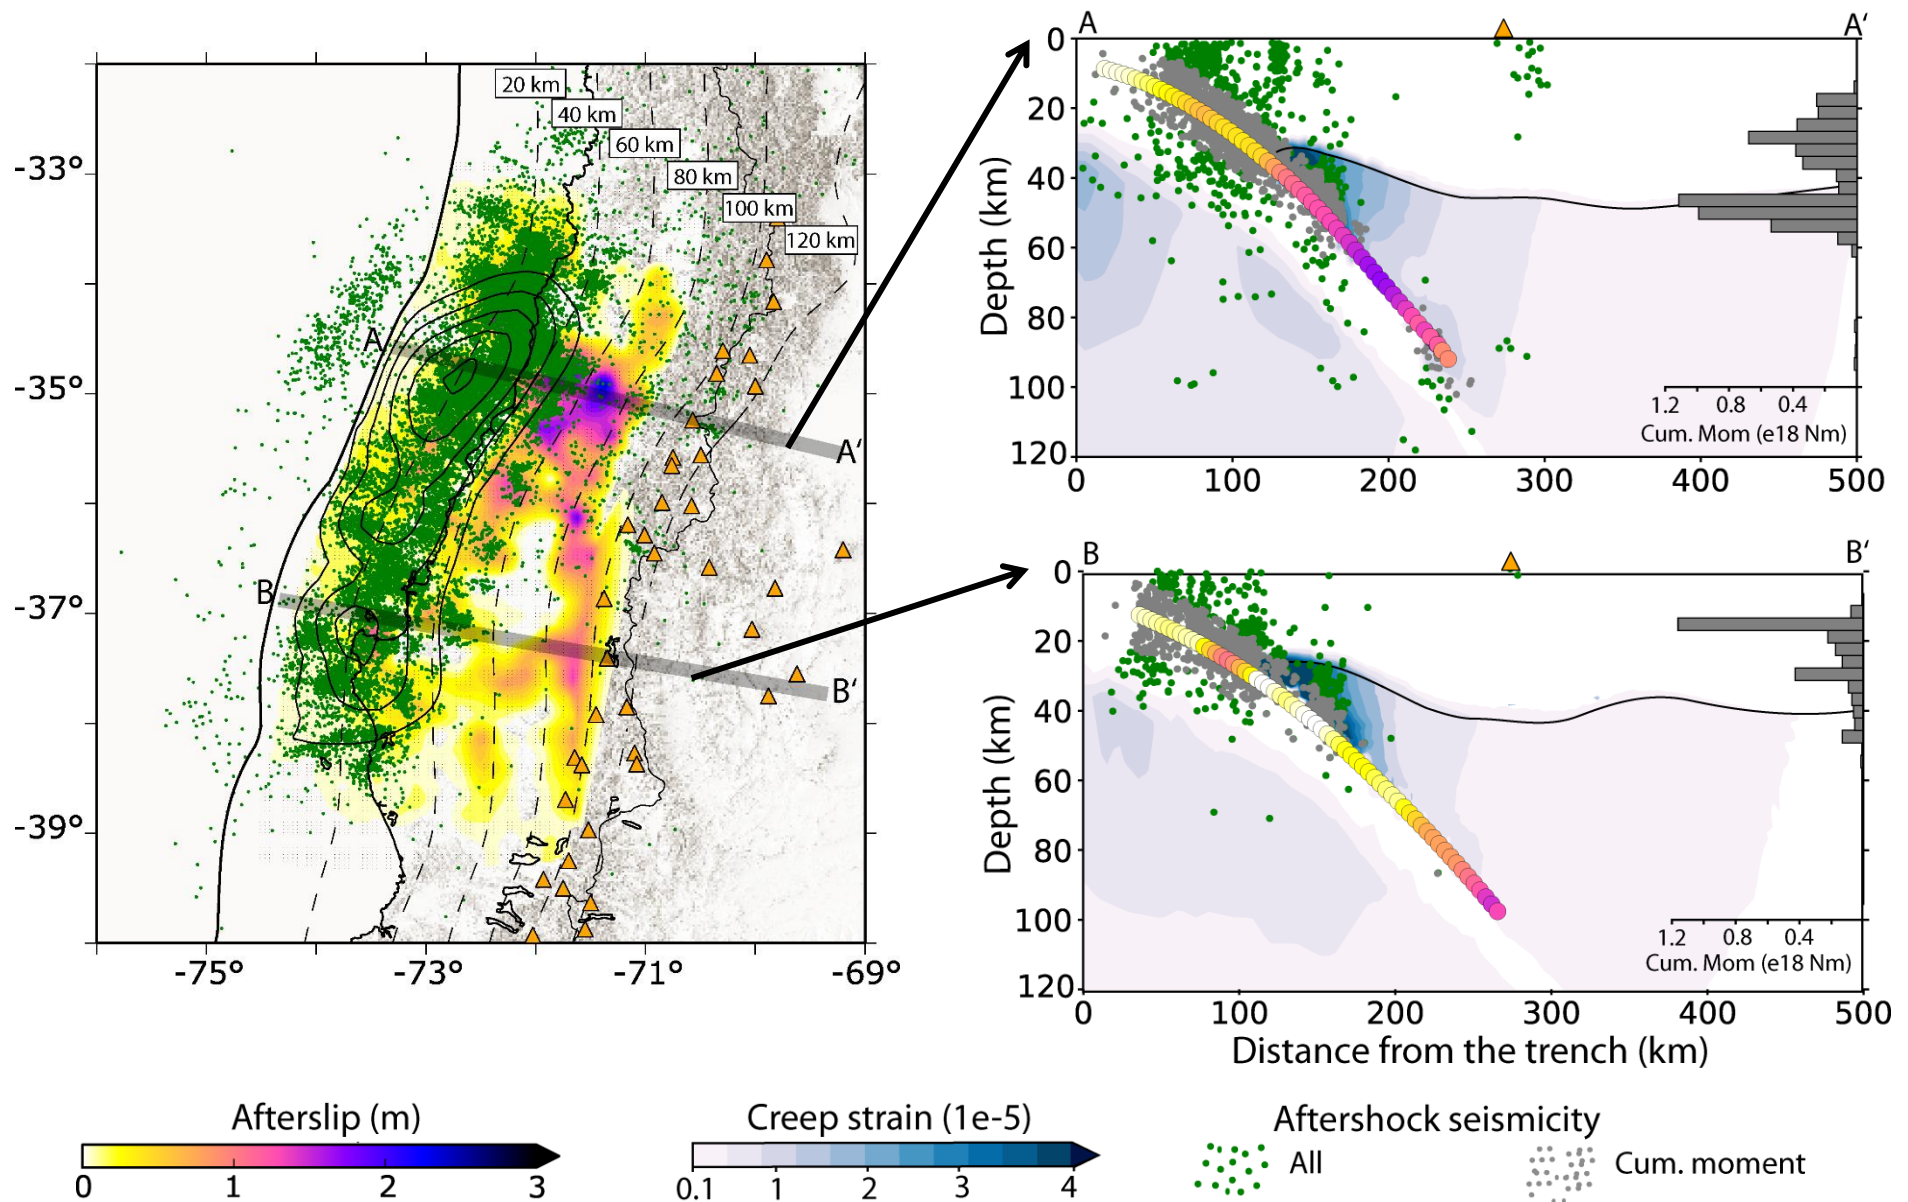 20 km
40 km
60 km
80 km
100 km
120 km
-33°
-35°
-37°
-39°
-75°
-73°
-71°
-69°
A
A'
B
B'
A
A'
0
20
40
60
80
100
120
Depth (km)
0
100
200
300
400
500
1.2
0.8
0.4
Cum. Mom (e18 Nm)
B
B'
0
20
40
60
80
100
120
Depth (km)
1.2
0.8
0.4
Cum. Mom (e18 Nm)
0
100
200
300
400
500
Distance from the trench (km)
Afterslip (m)
0
1
2
3
Creep strain (1e-5)
0.1
1
2
3
4
Aftershock seismicity
All
Cum. moment